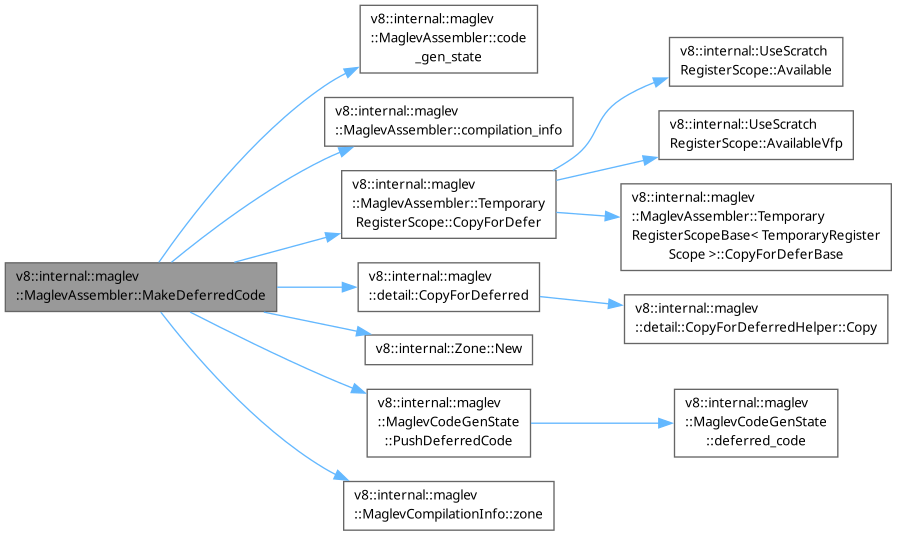 v8::internal::maglev
::MaglevAssembler::MakeDeferredCode
v8::internal::maglev
::MaglevAssembler::code
_gen_state
v8::internal::maglev
::MaglevAssembler::compilation_info
v8::internal::maglev
::MaglevAssembler::Temporary
RegisterScope::CopyForDefer
v8::internal::UseScratch
RegisterScope::Available
v8::internal::UseScratch
RegisterScope::AvailableVfp
v8::internal::maglev
::MaglevAssembler::Temporary
RegisterScopeBase< TemporaryRegister
Scope >::CopyForDeferBase
v8::internal::maglev
::detail::CopyForDeferred
v8::internal::maglev
::detail::CopyForDeferredHelper::Copy
v8::internal::Zone::New
v8::internal::maglev
::MaglevCodeGenState
::PushDeferredCode
v8::internal::maglev
::MaglevCodeGenState
::deferred_code
v8::internal::maglev
::MaglevCompilationInfo::zone